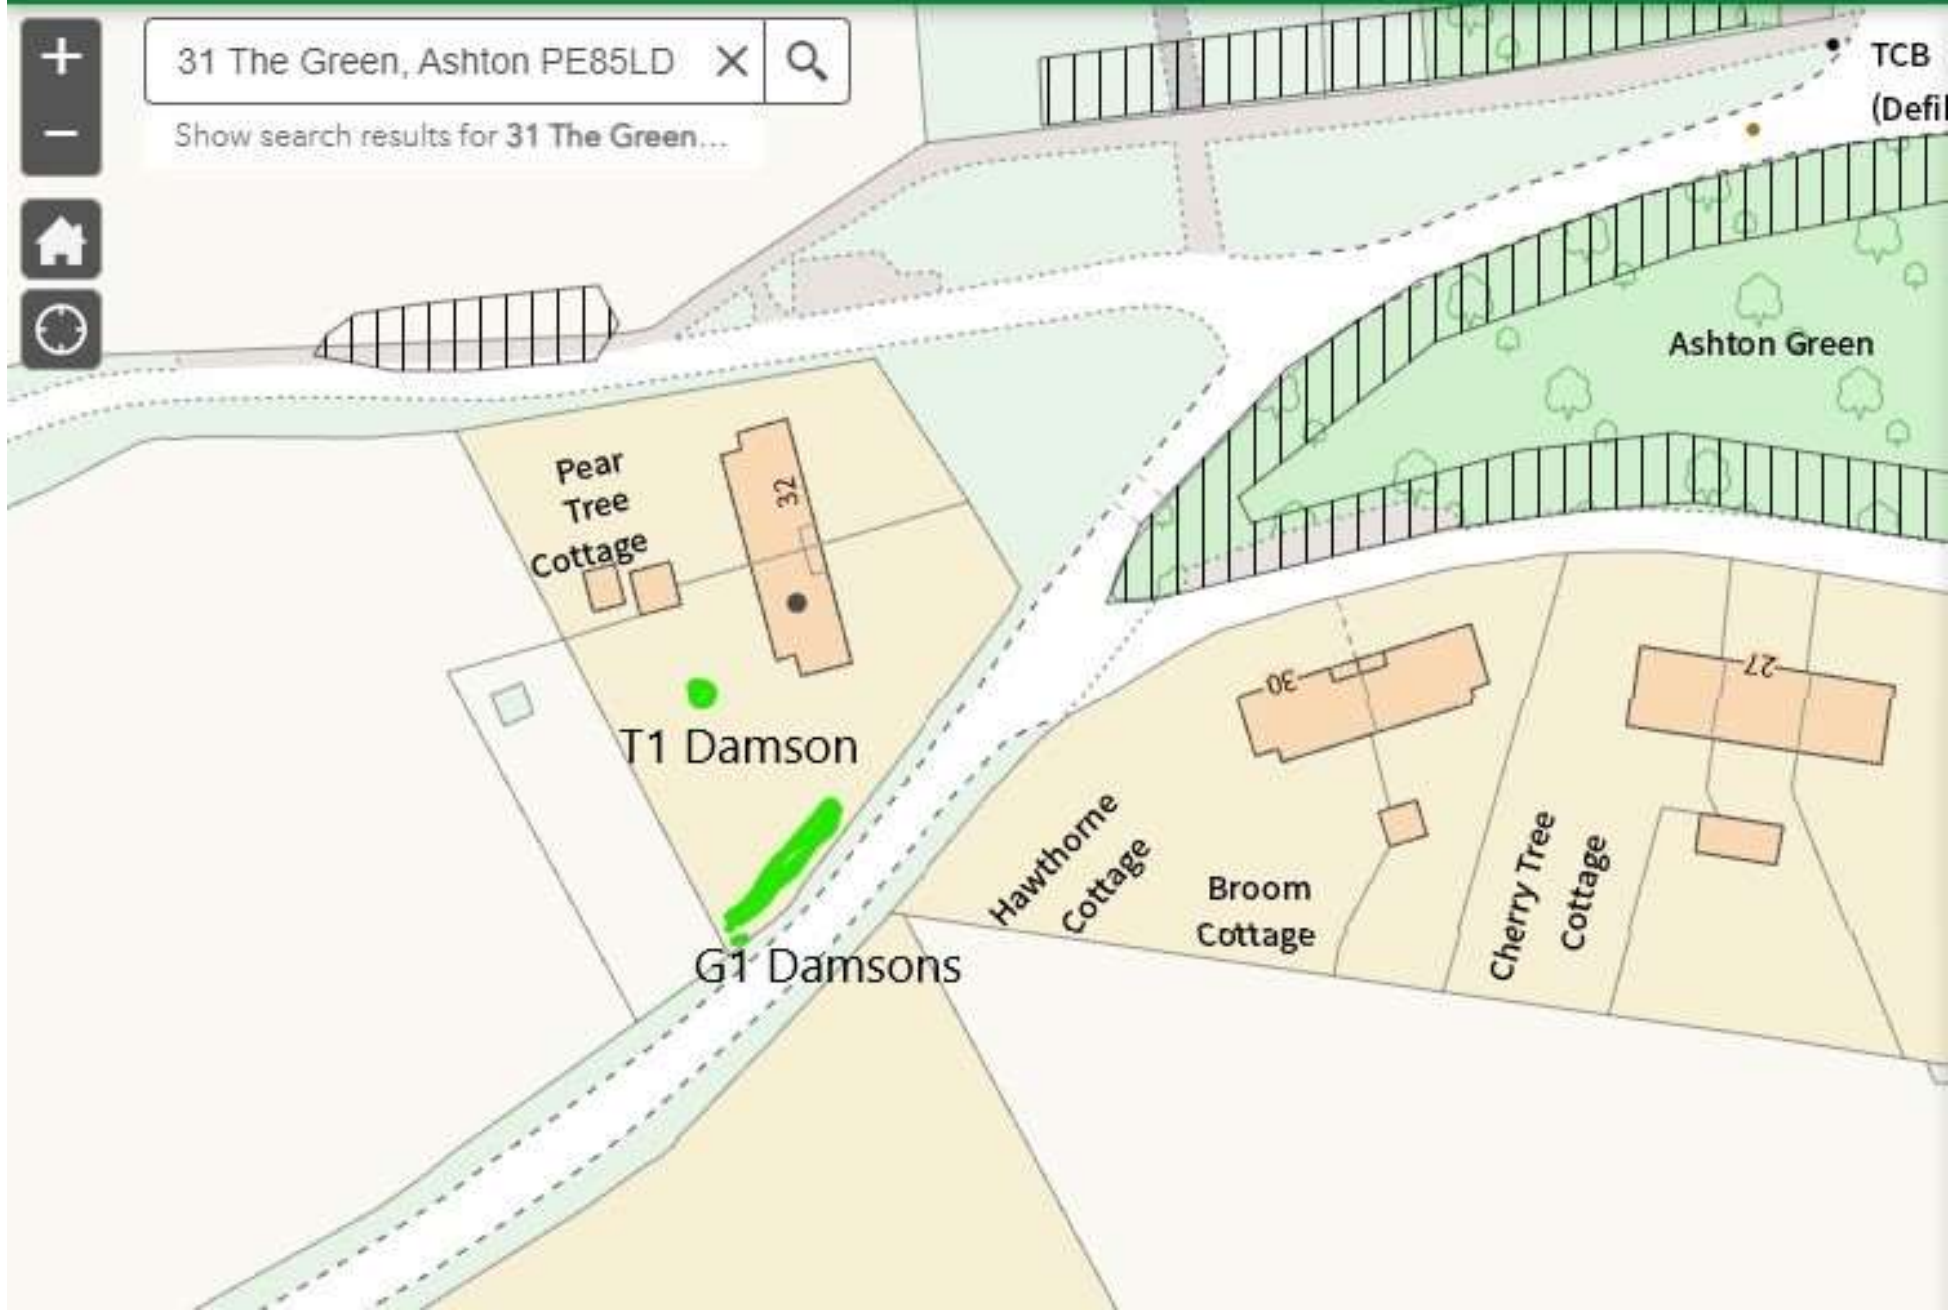 31 The Green, Ashton PE85LD
Show search results for 31 The Green...
TCB
(Defi
Ashton Green
Pear
Tree
Cottage
32
T1 Damson
G1 Damsons
30
27
Hawthorne
Cottage
Broom
Cottage
Cherry Tree
Cottage